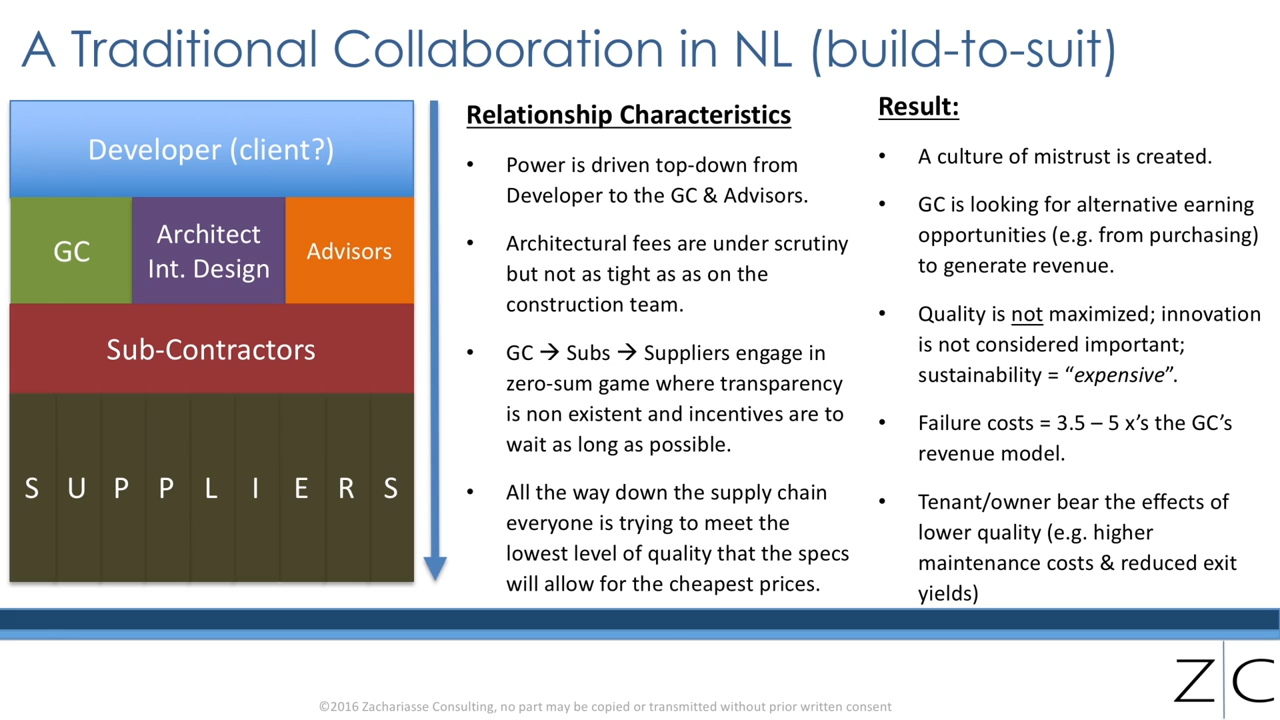 A Traditional Collaboration in NL (build-to-suit)
Developer (client?)
GC
Architect
Int. Design
Advisors
Sub-Contractors
S U P P L I E R S
Relationship Characteristics
• Power is driven top-down from
Developer to the GC & Advisors.
• Architectural fees are under scrutiny
but not as tight as as on the
construction team.
• GC → Subs → Suppliers engage in
zero-sum game where transparency
is non existent and incentives are to
wait as long as possible.
• All the way down the supply chain
everyone is trying to meet the
lowest level of quality that the specs
will allow for the cheapest prices.
Result:
• A culture of mistrust is created.
• GC is looking for alternative earning
opportunities (e.g. from purchasing)
to generate revenue.
• Quality is not maximized; innovation
is not considered important;
sustainability = “expensive”.
• Failure costs = 3.5 – 5 x’s the GC’s
revenue model.
• Tenant/owner bear the effects of
lower quality (e.g. higher
maintenance costs & reduced exit
yields)
Z|C
©2016 Zachariasse Consulting, no part may be copied or transmitted without prior written consent